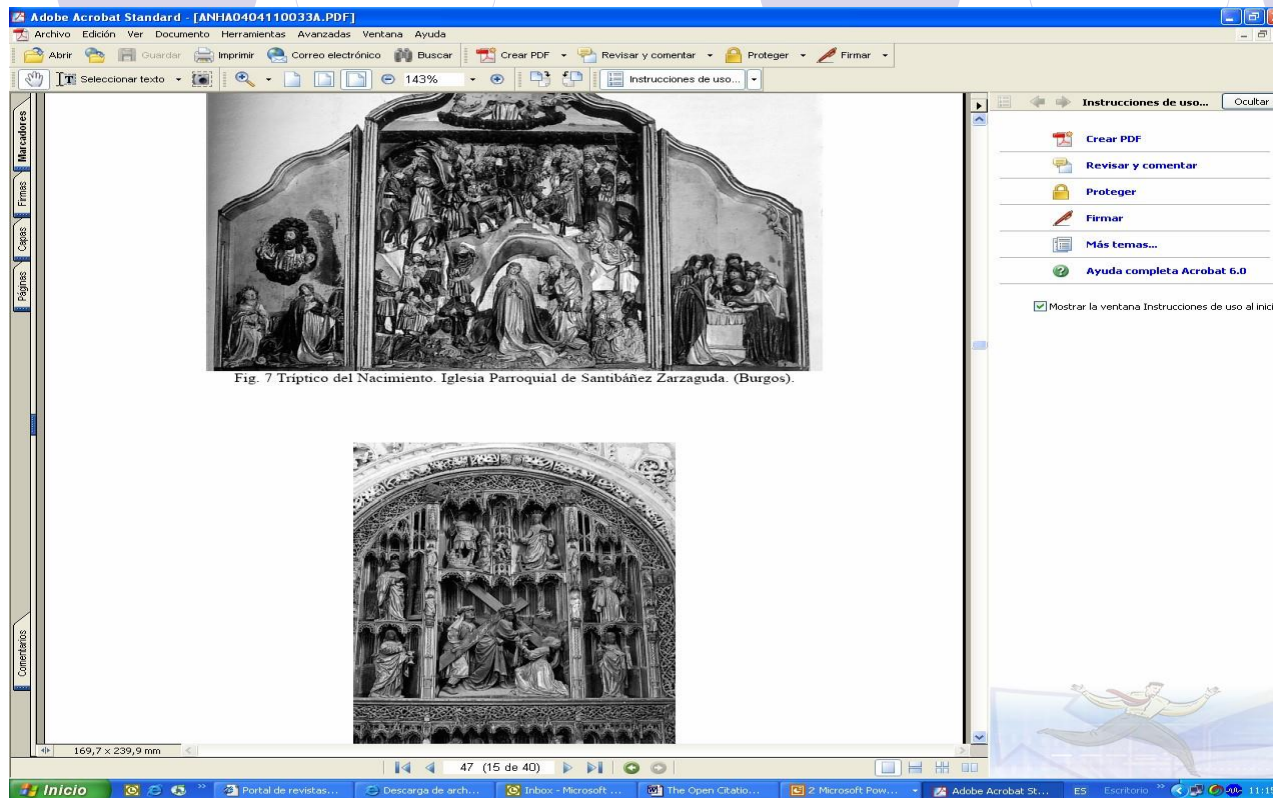 Adobe Acrobat Standard - [ANHA0404110033A.PDF]
Archivo Edición Ver Documento Herramientas Avanzadas Ventana Ayuda
Abrir Guardar Imprimir Correo electrónico Buscar Crear PDF Revisar y comentar Proteger Firmar
Seleccionar texto 143% Instrucciones de uso...
Instrucciones de uso... Ocultar
Marcadores
Firmas
Capas
Páginas
Comentarios
Crear PDF
Revisar y comentar
Proteger
Firmar
Más temas...
Ayuda completa Acrobat 6.0
Mostrar la ventana Instrucciones de uso al inici
Fig. 7 Tríptico del Nacimiento. Iglesia Parroquial de Santibáñez Zarzaguda. (Burgos).
169,7 x 239,9 mm
47 (15 de 40)
Inicio Portal de revistas... Descarga de arch... Inbox - Microsoft ... The Open Citatio... 2 Microsoft Pow... Adobe Acrobat St... ES Escritorio